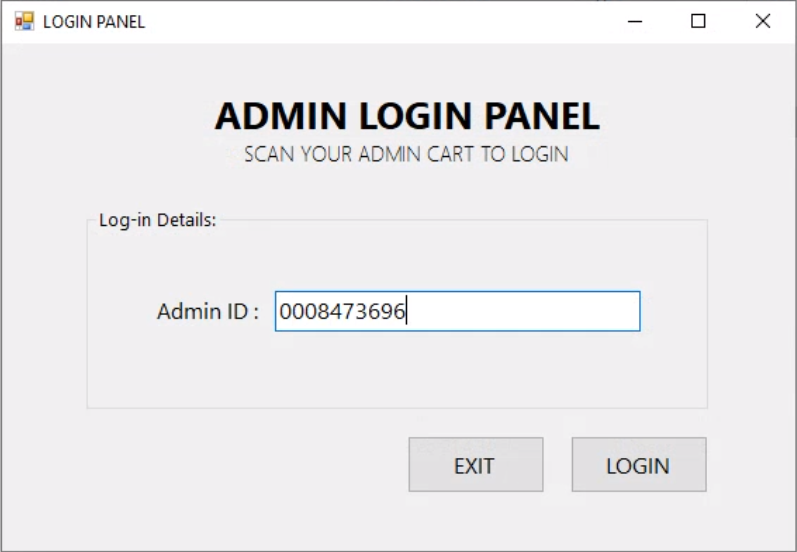 LOGIN PANEL
ADMIN LOGIN PANEL
SCAN YOUR ADMIN CART TO LOGIN
Log-in Details:
Admin ID : 0008473696
EXIT LOGIN